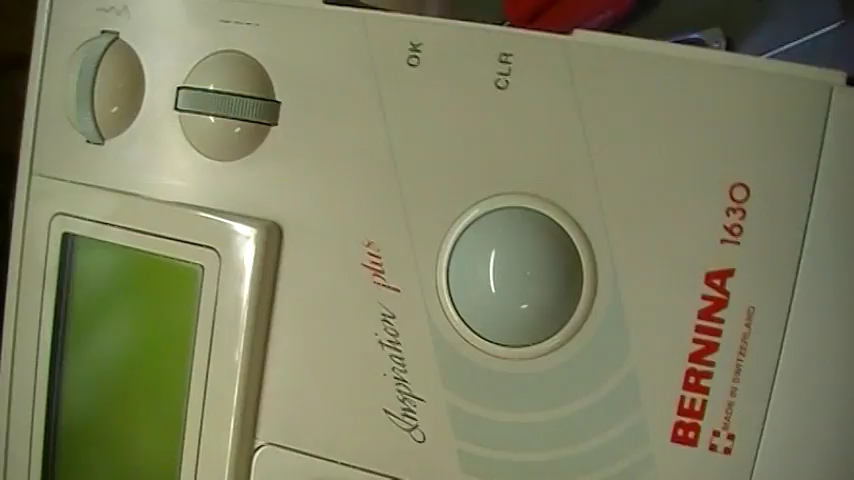 OK
CLR
Inspiration plus
BERNINA 1630
MADE IN SWITZERLAND